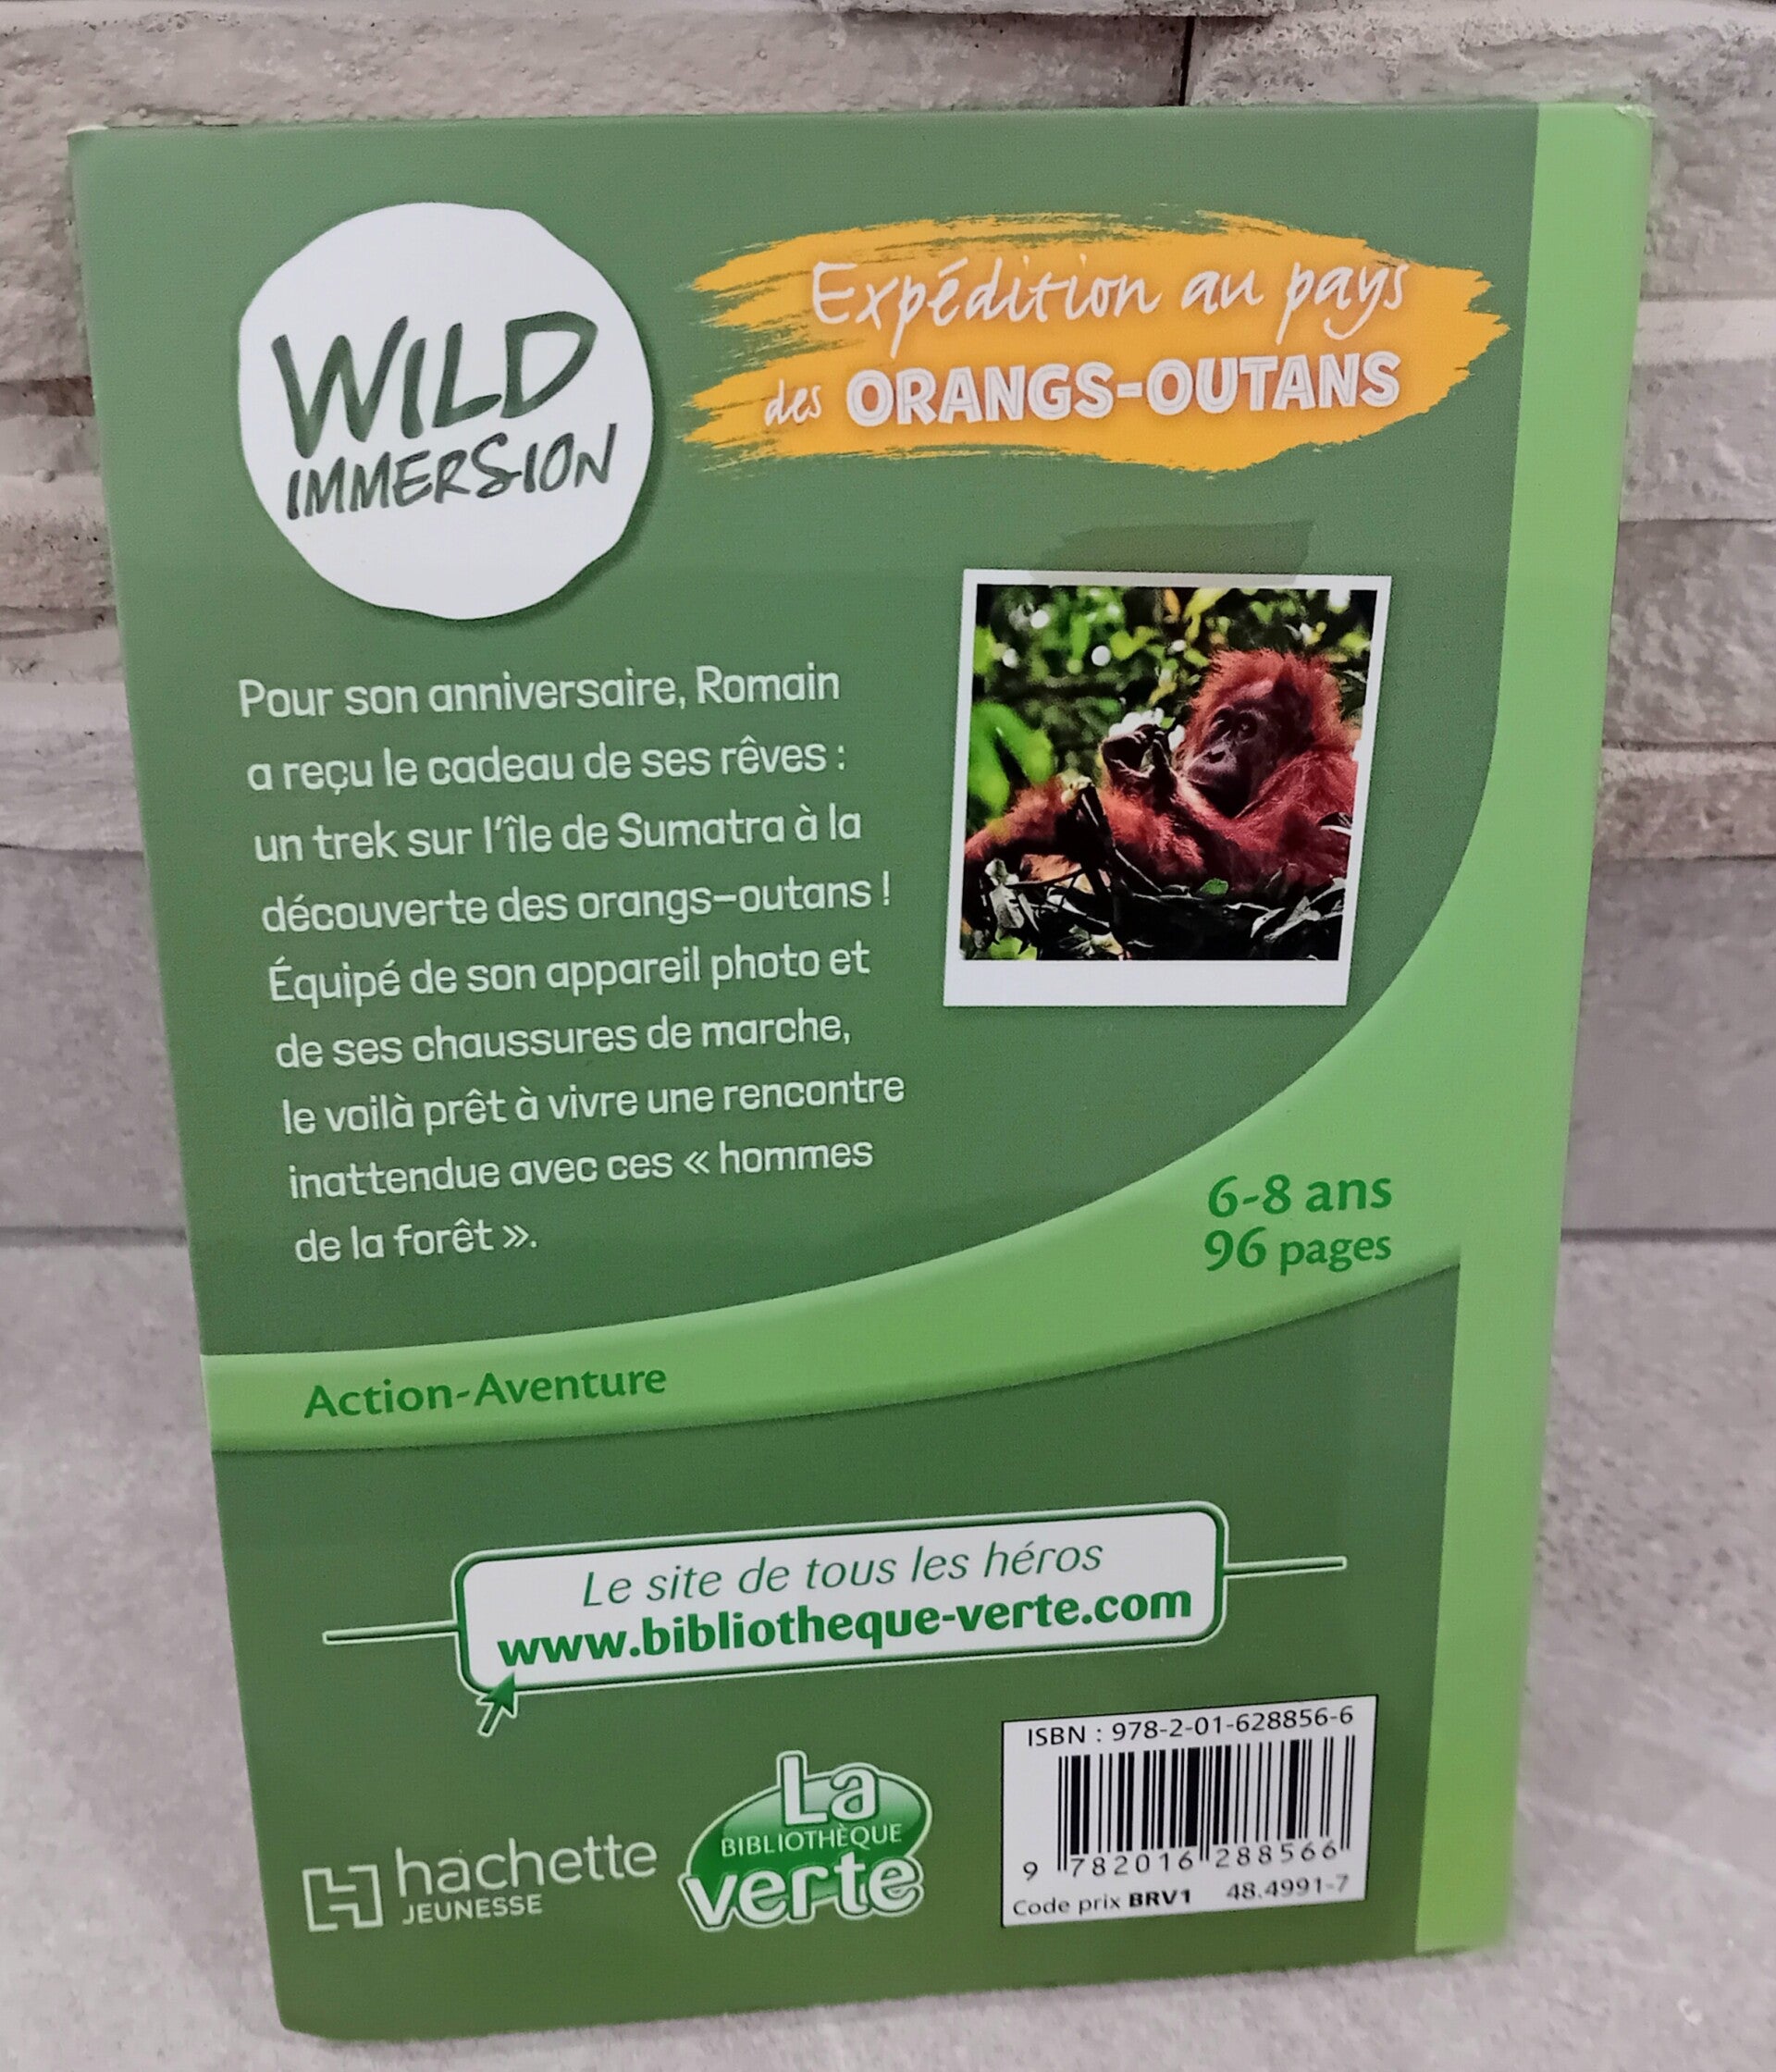 WILD
IMMERSION
Expédition au pays
des ORANGS-OUTANS
Pour son anniversaire, Romain
a reçu le cadeau de ses rêves :
un trek sur l'île de Sumatra à la
découverte des orangs-outans !
Équipé de son appareil photo et
de ses chaussures de marche,
le voilà prêt à vivre une rencontre
inattendue avec ces « hommes
de la forêt ».
6-8 ans
96 pages
Action-Aventure
Le site de tous les héros
www.bibliotheque-verte.com
hachette
JEUNESSE
La
BIBLIOTHÈQUE
verte
ISBN : 978-2-01-628856-6
9 782016 288566
Code prix BRV1 48.4991-7